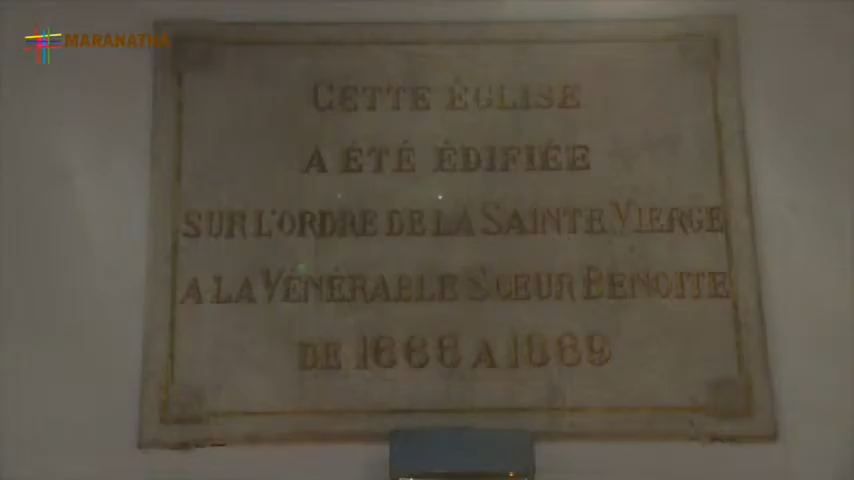 MARANATHA
CETTE ÉGLISE
A ÉTÉ ÉDIFIÉE
SUR L'ORDRE DE LA SAINTE VIERGE
A LA VÉNÉRABLE SŒUR BENOITE
DE 1666 A 1669